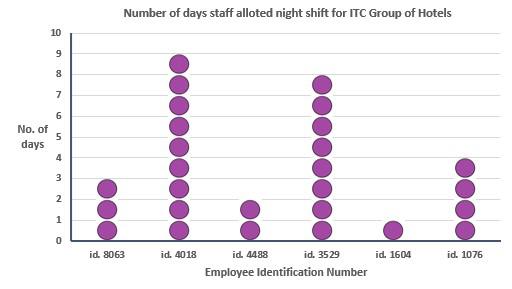 Number of days staff alloted night shift for ITC Group of Hotels
10
9
8
7
6
5
4
3
2
1
0
No. of
days
id. 8063 id. 4018 id. 4488 id. 3529 id. 1604 id. 1076
Employee Identification Number